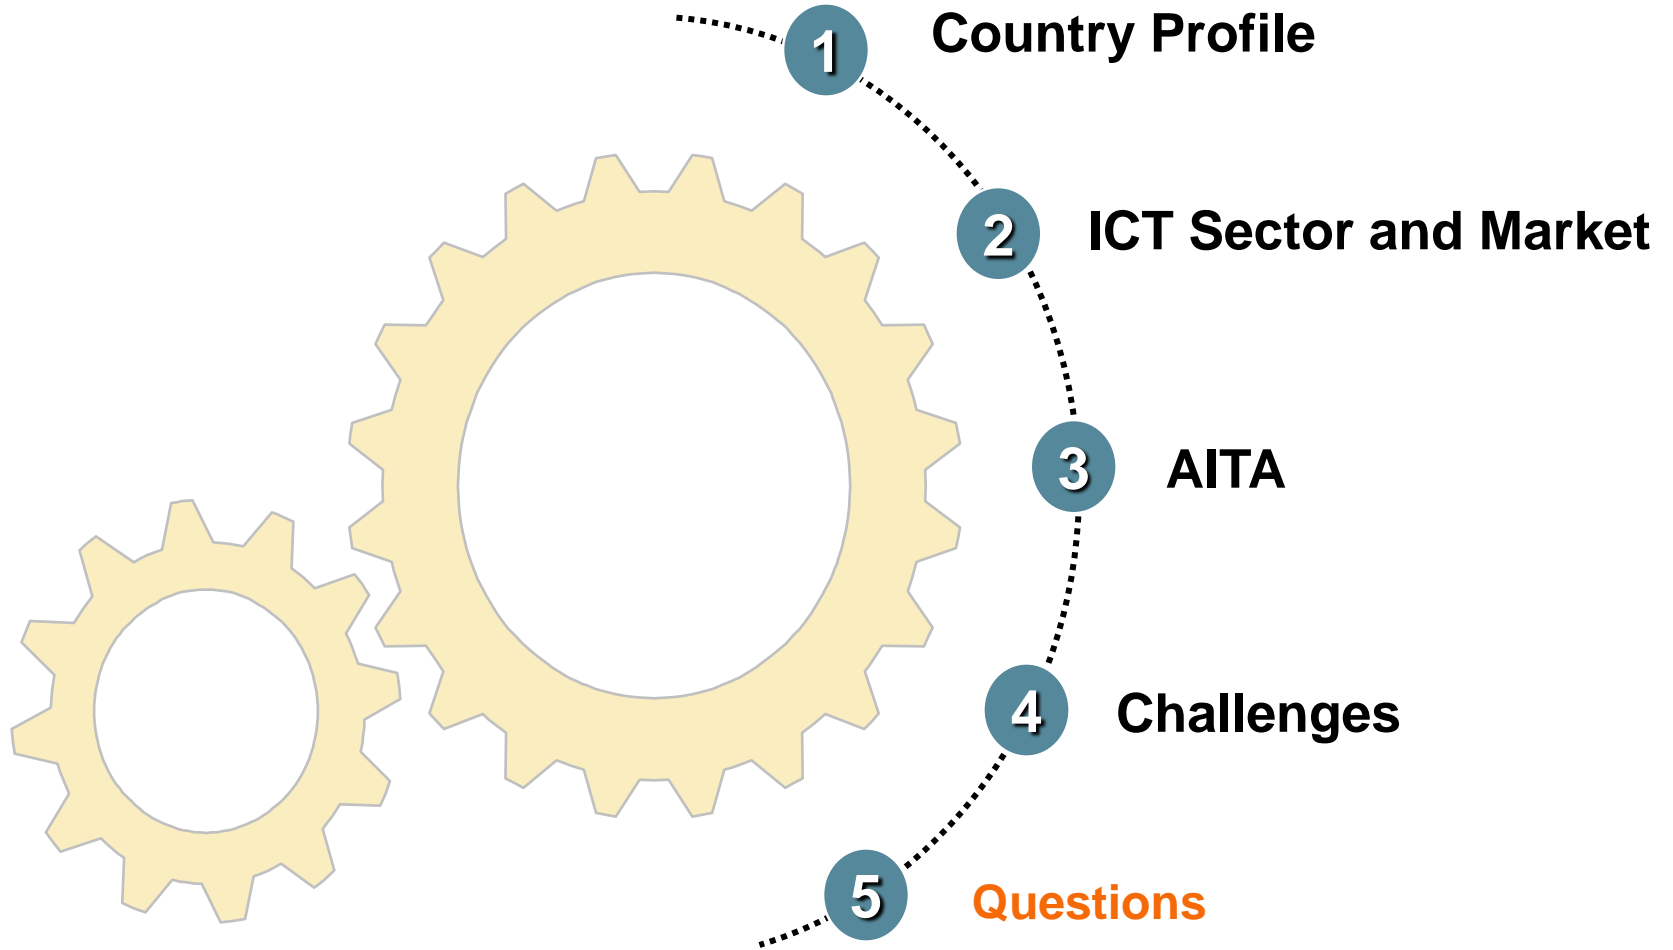 1 Country Profile
2 ICT Sector and Market
3 AITA
4 Challenges
5 Questions